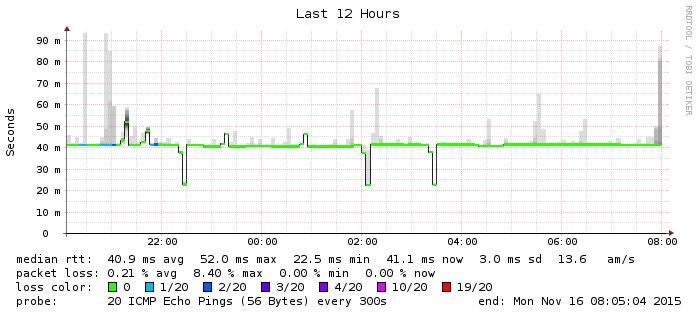 Last 12 Hours
RRDTOOL / TOBI OETIKER
Seconds
90 m
80 m
70 m
60 m
50 m
40 m
30 m
20 m
10 m
0
22:00 00:00 02:00 04:00 06:00 08:00
median rtt: 40.9 ms avg 52.0 ms max 22.5 ms min 41.1 ms now 3.0 ms sd 13.6 am/s
packet loss: 0.21 % avg 8.40 % max 0.00 % min 0.00 % now
loss color: 0 1/20 2/20 3/20 4/20 10/20 19/20
probe: 20 ICMP Echo Pings (56 Bytes) every 300s end: Mon Nov 16 08:05:04 2015